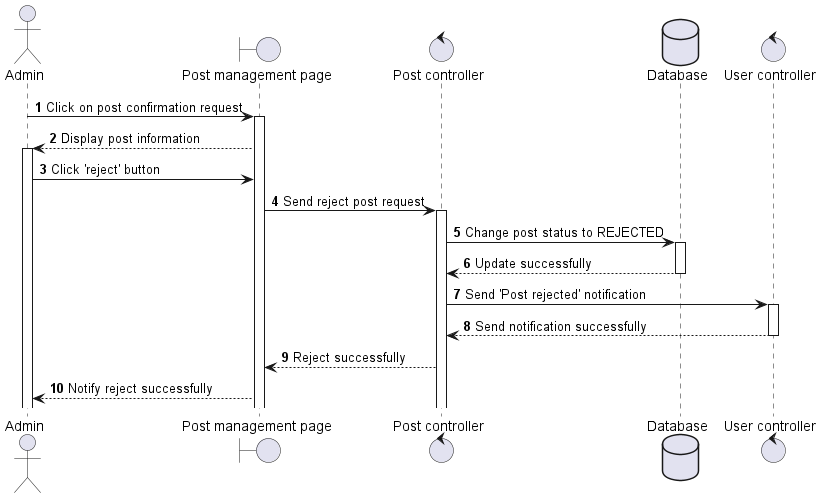 Admin
Post management page
Post controller
Database
User controller
1 Click on post confirmation request
2 Display post information
3 Click 'reject' button
4 Send reject post request
5 Change post status to REJECTED
6 Update successfully
7 Send 'Post rejected' notification
8 Send notification successfully
9 Reject successfully
10 Notify reject successfully
Admin
Post management page
Post controller
Database
User controller